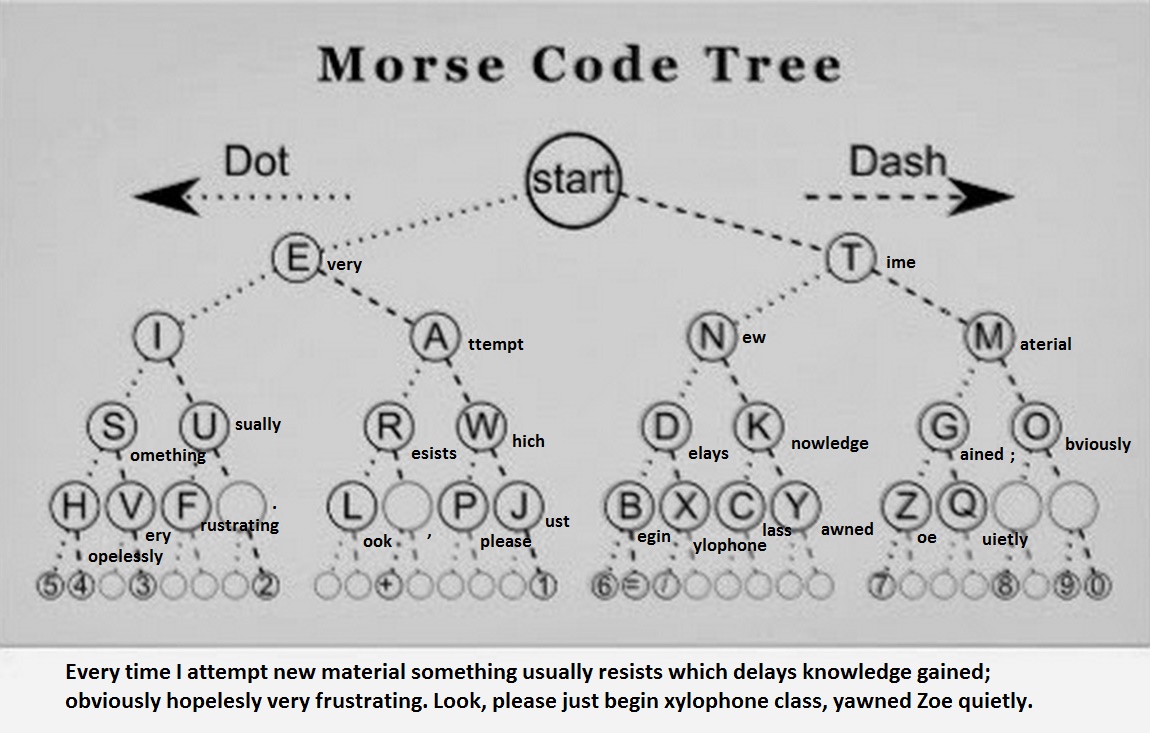 Morse Code Tree
Dot start Dash
E very T ime
I A ttempt N ew M aterial
S omething U sually R esists W hich D elays K nowledge G ained ; O bviously
H opelessly V ery F rustrating . L ook , P please J ust B egin X ylophone C lass Y awned Z oe Q uietly
5 4 3 2 + 1 6 = / 7 8 9 0
Every time I attempt new material something usually resists which delays knowledge gained;
obviously hopelesly very frustrating. Look, please just begin xylophone class, yawned Zoe quietly.